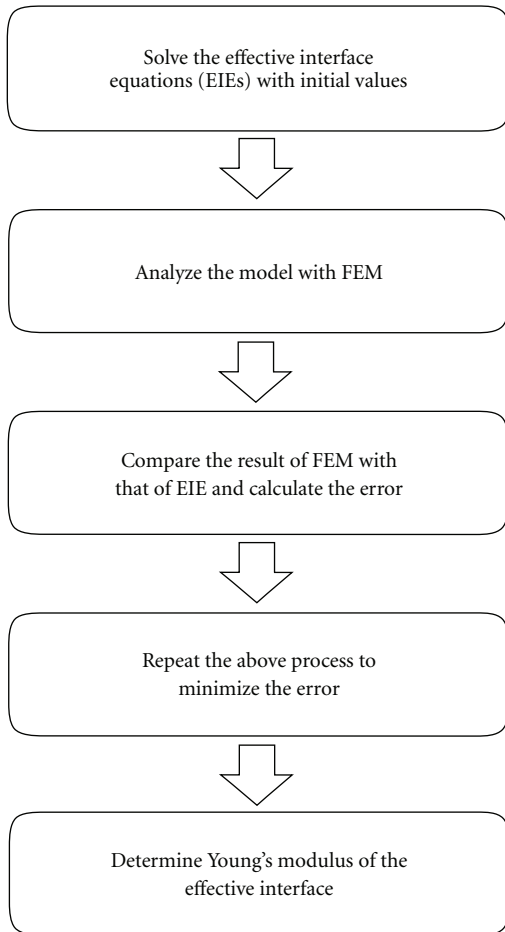 Solve the effective interface
equations (EIEs) with initial values
Analyze the model with FEM
Compare the result of FEM with
that of EIE and calculate the error
Repeat the above process to
minimize the error
Determine Young's modulus of the
effective interface